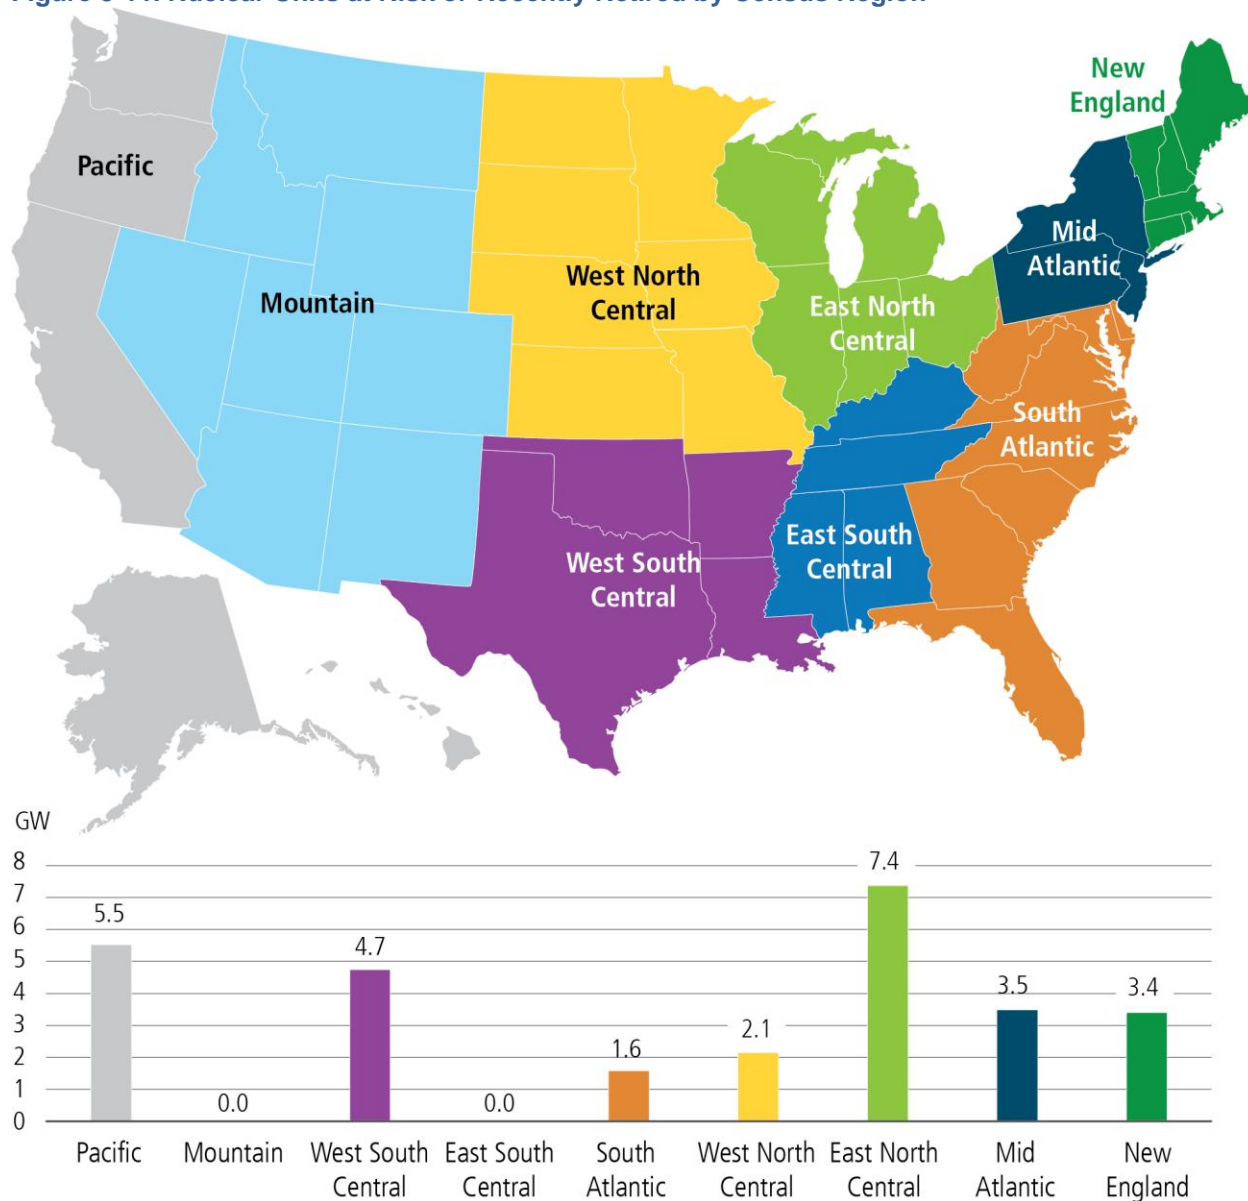 New
England
Pacific
Mid
Atlantic
Mountain
West North
Central
East North
Central
South
Atlantic
East South
Central
West South
Central
GW
8
7
6
5
4
3
2
1
0
5.5
0.0
4.7
0.0
1.6
2.1
7.4
3.5
3.4
Pacific
Mountain
West South
Central
East South
Central
South
Atlantic
West North
Central
East North
Central
Mid
Atlantic
New
England